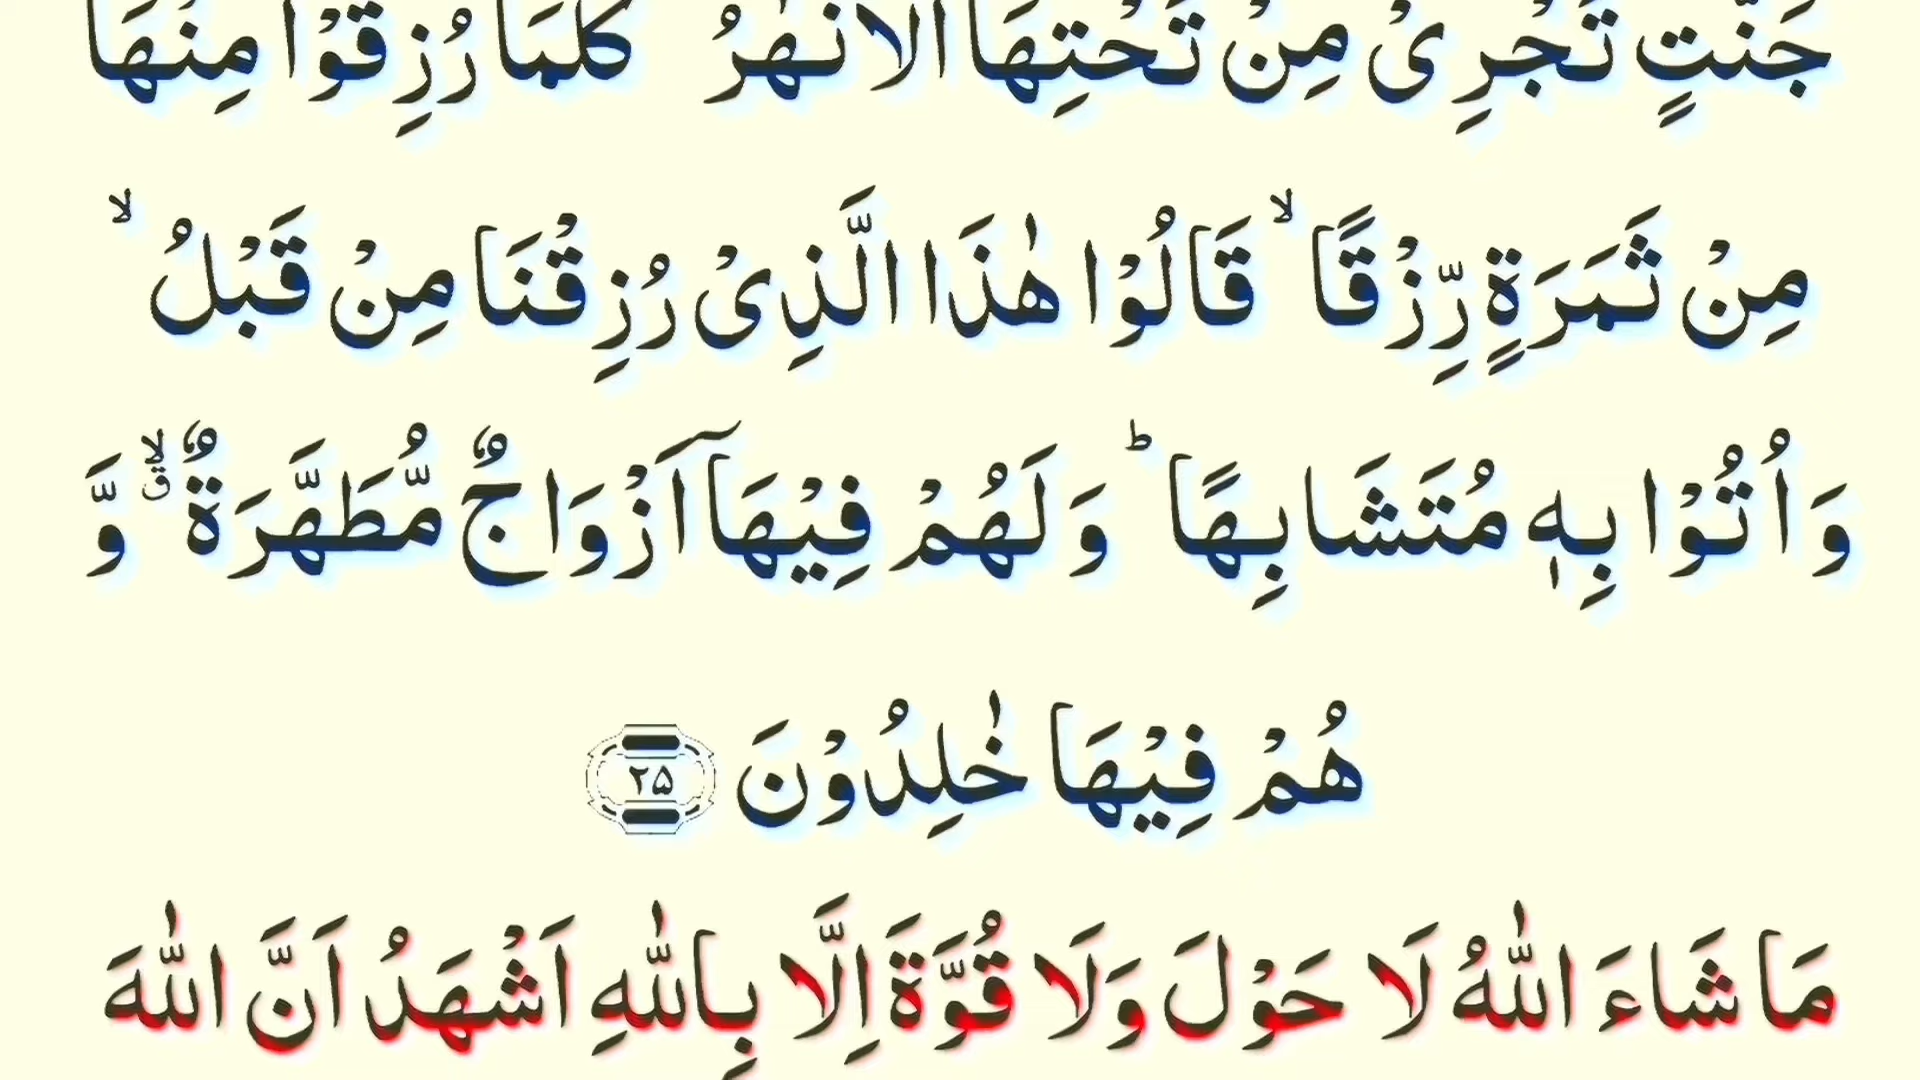 جَنّٰتٍ تَجْرِیْ مِنْ تَحْتِهَا الْاَنْهٰرُ كُلَّمَا رُزِقُوْا مِنْهَا
مِنْ ثَمَرَةٍ رِّزْقًا ۙ قَالُوْا هٰذَا الَّذِیْ رُزِقْنَا مِنْ قَبْلُ ۙ
وَ اُتُوْا بِهٖ مُتَشَابِهًا ؕ وَ لَهُمْ فِیْهَاۤ اَزْوَاجٌ مُّطَهَّرَةٌ ۙۗ وَّ
هُمْ فِیْهَا خٰلِدُوْنَ ۲۵
مَا شَاءَ اللّٰهُ لَا حَوْلَ وَلَا قُوَّةَ اِلَّا بِاللّٰهِ اَشْهَدُ اَنَّ اللّٰهَ